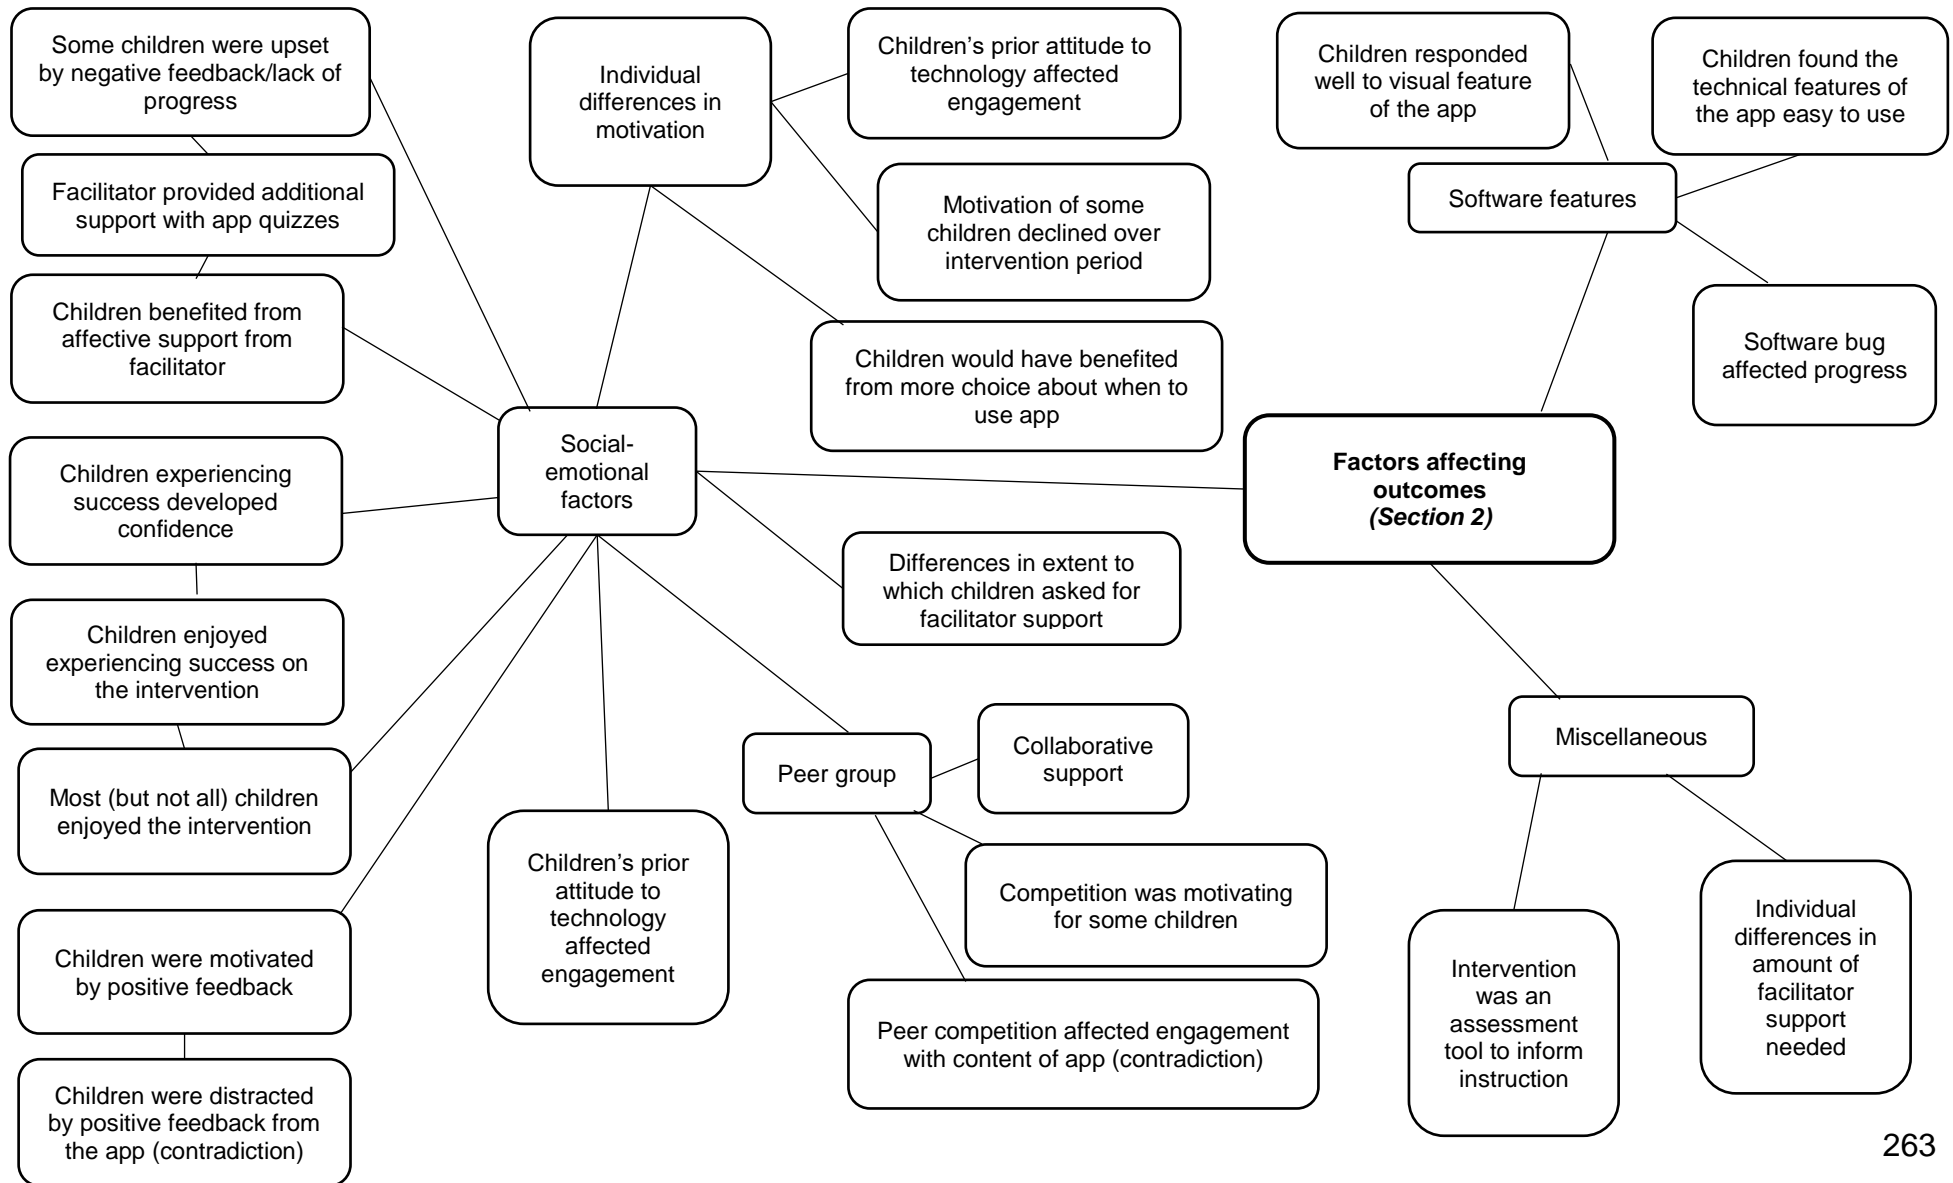 Some children were upset
by negative feedback/lack of
progress
Facilitator provided additional
support with app quizzes
Children benefited from
affective support from
facilitator
Children experiencing
success developed
confidence
Children enjoyed
experiencing success on
the intervention
Most (but not all) children
enjoyed the intervention
Children were motivated
by positive feedback
Children were distracted
by positive feedback from
the app (contradiction)
Individual
differences in
motivation
Children’s prior attitude to
technology affected
engagement
Motivation of some
children declined over
intervention period
Children would have benefited
from more choice about when to
use app
Social-
emotional
factors
Differences in extent to
which children asked for
facilitator support
Children’s prior
attitude to
technology
affected
engagement
Peer group
Collaborative
support
Competition was motivating
for some children
Peer competition affected engagement
with content of app (contradiction)
Children responded
well to visual feature
of the app
Children found the
technical features of
the app easy to use
Software features
Software bug
affected progress
Factors affecting
outcomes
(Section 2)
Miscellaneous
Intervention
was an
assessment
tool to inform
instruction
Individual
differences in
amount of
facilitator
support
needed
263